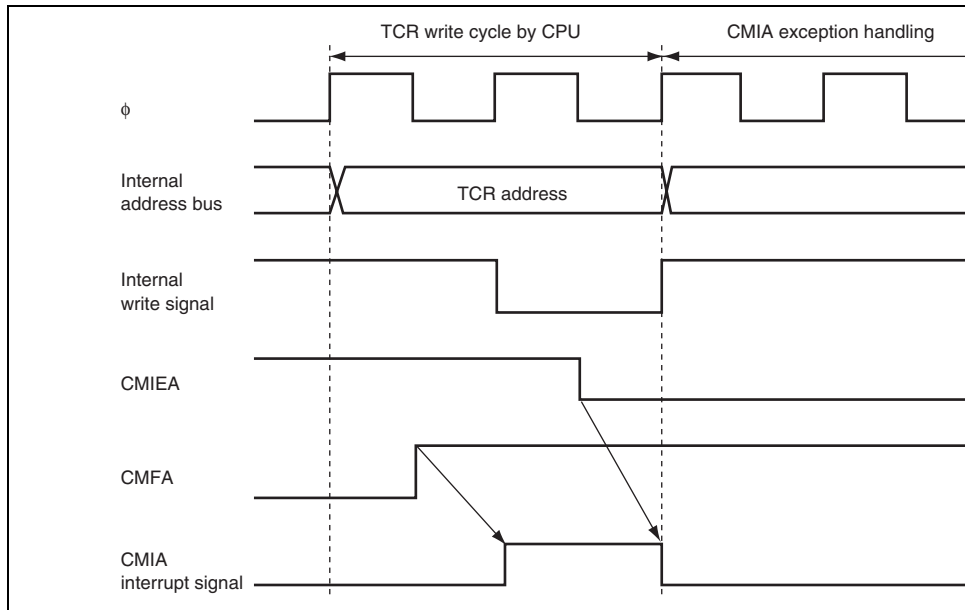 TCR write cycle by CPU
CMIA exception handling
φ
Internal
address bus
TCR address
Internal
write signal
CMIEA
CMFA
CMIA
interrupt signal